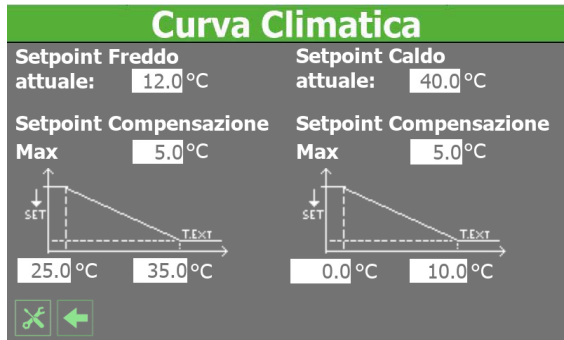 Curva Climatica
Setpoint Freddo
attuale: 12.0 °C
Setpoint Compensazione
Max 5.0 °C
SET
T.EXT
25.0 °C 35.0 °C
Setpoint Caldo
attuale: 40.0 °C
Setpoint Compensazione
Max 5.0 °C
SET
T.EXT
0.0 °C 10.0 °C